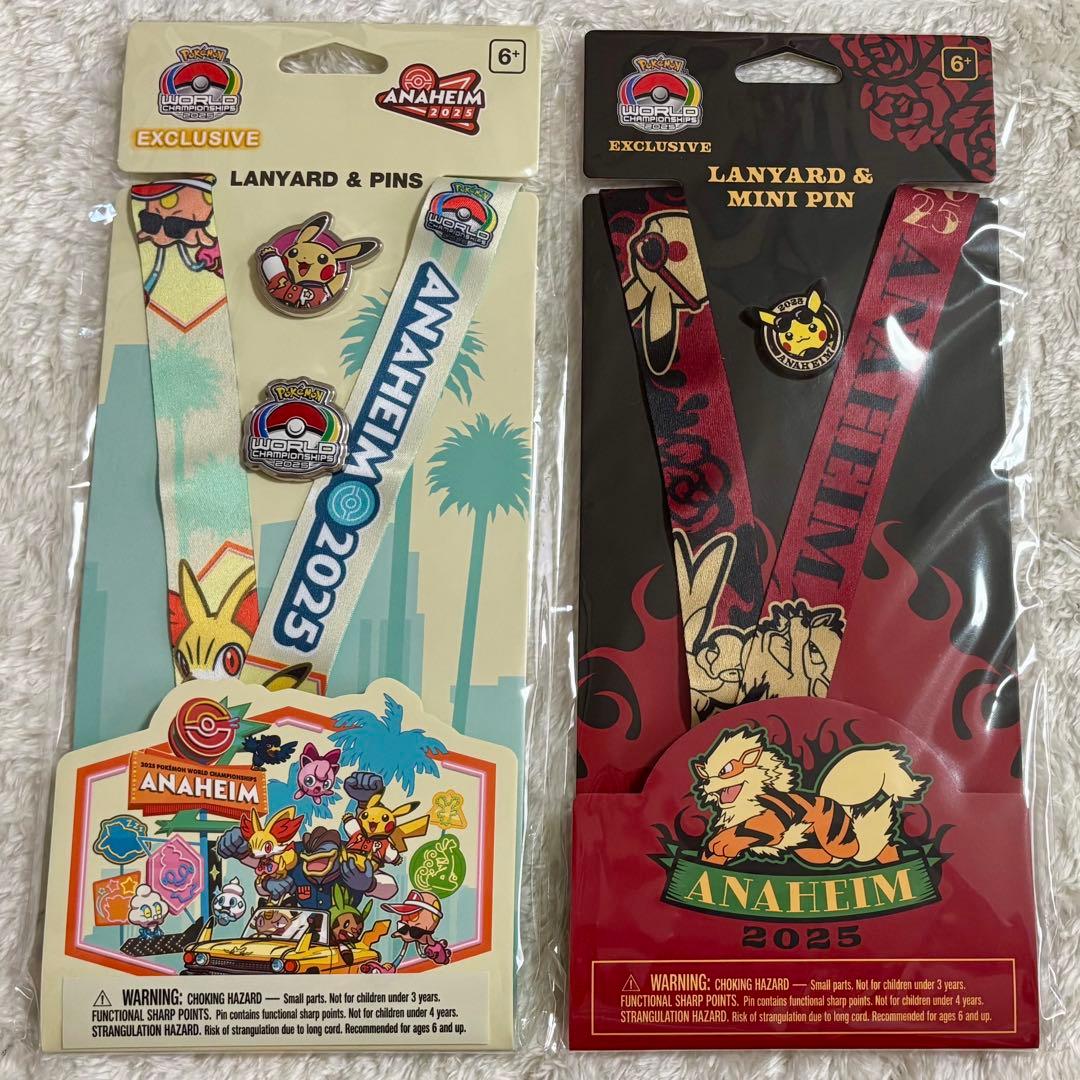 POKéMON
WORLD
CHAMPIONSHIPS
2025
EXCLUSIVE
ANAHEIM
2025
6+
LANYARD & PINS
POKéMON
WORLD
CHAMPIONSHIPS
ANAHEIM 2025
POKéMON
WORLD
CHAMPIONSHIPS
2025
2025 POKÉMON WORLD CHAMPIONSHIPS
ANAHEIM
ZZZ
WARNING: CHOKING HAZARD — Small parts. Not for children under 3 years.
FUNCTIONAL SHARP POINTS. Pin contains functional sharp points. Not for children under 4 years.
STRANGULATION HAZARD. Risk of strangulation due to long cord. Recommended for ages 6 and up.
POKéMON
WORLD
CHAMPIONSHIPS
2025
EXCLUSIVE
6+
LANYARD &
MINI PIN
25
ANAHEIM
2025
ANAHEIM
ANAHEIM
2025
WARNING: CHOKING HAZARD — Small parts. Not for children under 3 years.
FUNCTIONAL SHARP POINTS. Pin contains functional sharp points. Not for children under 4 years.
STRANGULATION HAZARD. Risk of strangulation due to long cord. Recommended for ages 6 and up.